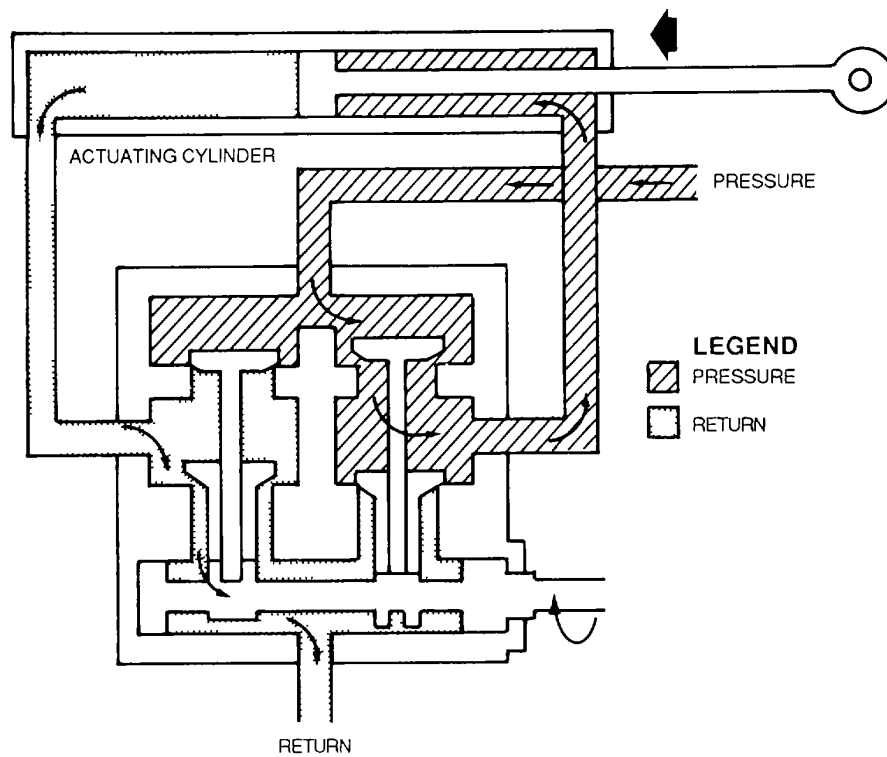 ACTUATING CYLINDER
PRESSURE
LEGEND
PRESSURE
RETURN
RETURN